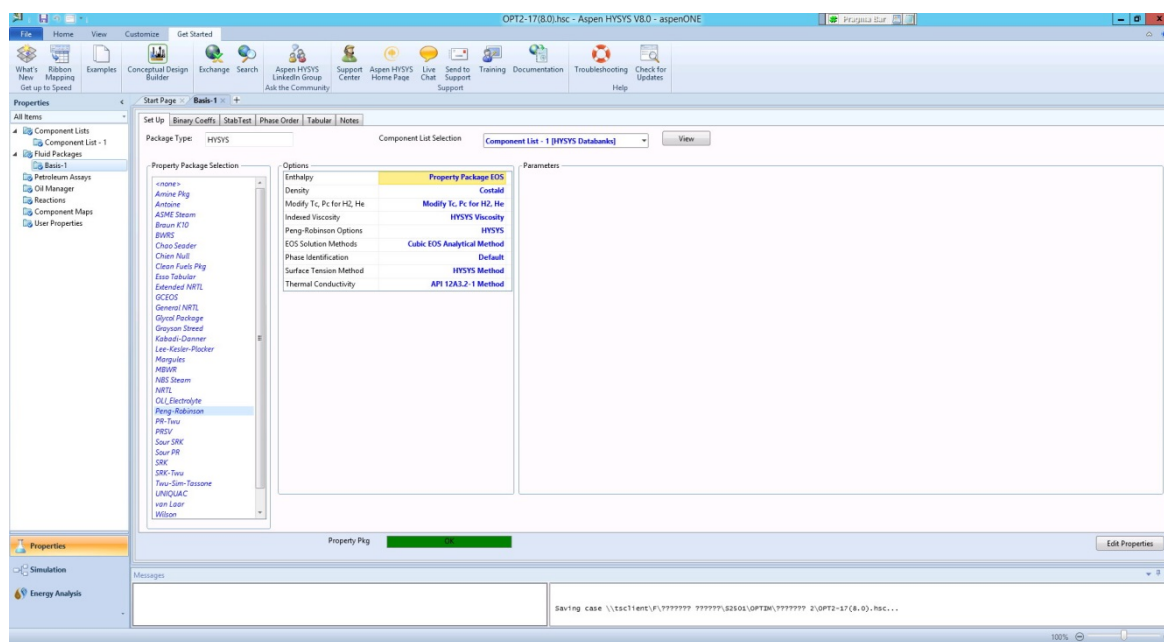 OPT2-17(8.0).hsc - Aspen HYSYS V8.0 - aspenONE
Pragma Bar
File Home View Customize Get Started
What's New
Ribbon Mapping
Examples
Conceptual Design Builder
Exchange
Search
Aspen HYSYS LinkedIn Group
Support Center
Aspen HYSYS Home Page
Live Chat
Send to Support
Training
Documentation
Troubleshooting
Check for Updates
Get up to Speed
Ask the Community
Support
Help
Properties
Start Page
Basis-1
All Items
Component Lists
Component List - 1
Fluid Packages
Basis-1
Petroleum Assays
Oil Manager
Reactions
Component Maps
User Properties
Set Up Binary Coeffs StabTest Phase Order Tabular Notes
Package Type: HYSYS
Component List Selection Component List - 1 [HYSYS Databanks] View
Property Package Selection
<none>
Amine Pkg
Antoine
ASME Steam
Braun K10
BWRS
Chao Seader
Chien Null
Clean Fuels Pkg
Esso Tabular
Extended NRTL
GCEOS
General NRTL
Glycol Package
Grayson Streed
Kabadi-Danner
Lee-Kesler-Plocker
Margules
MBWR
NBS Steam
NRTL
OLI_Electrolyte
Peng-Robinson
PR-Twu
PRSV
Sour SRK
Sour PR
SRK
SRK-Twu
Twu-Sim-Tassone
UNIQUAC
van Laar
Wilson
Options
Enthalpy Property Package EOS
Density Costald
Modify Tc, Pc for H2, He Modify Tc, Pc for H2, He
Indexed Viscosity HYSYS Viscosity
Peng-Robinson Options HYSYS
EOS Solution Methods Cubic EOS Analytical Method
Phase Identification Default
Surface Tension Method HYSYS Method
Thermal Conductivity API 12A3.2-1 Method
Parameters
Property Pkg OK
Edit Properties
Properties
Simulation
Energy Analysis
Messages
Saving case \\tsclient\F\??????? ??????\S2501\OPTIM\??????? 2\OPT2-17(8.0).hsc...
100%